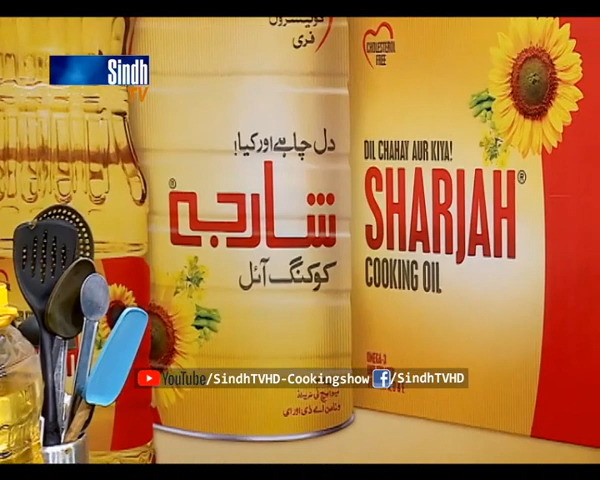 Sindh
TV
کولیسٹرول
فری
دل چاہے اور کیا!
شارجہ®
کوکنگ آئل
وٹامن اے ڈی اور ای
CHOLESTEROL
FREE
DIL CHAHAY AUR KIYA!
SHARJAH®
COOKING OIL
OMEGA-3
YouTube/SindhTVHD-Cookingshow f/SindhTVHD